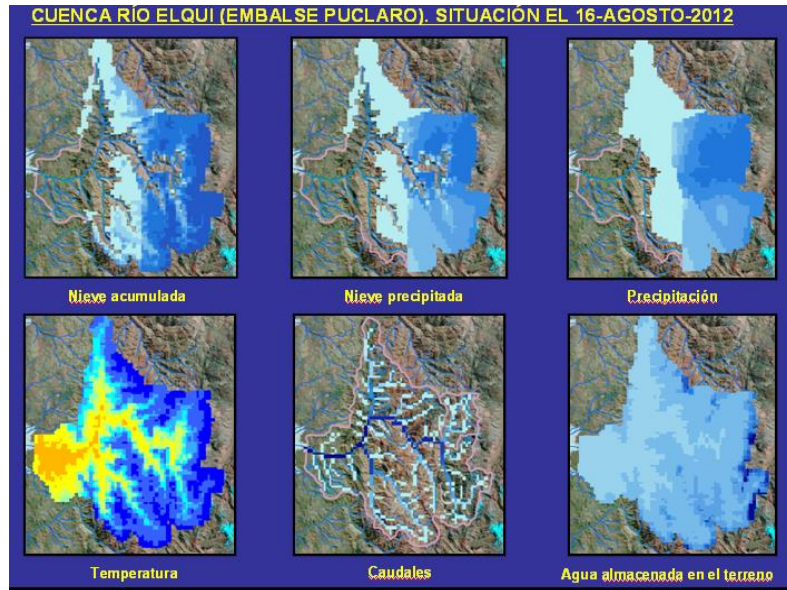 CUENCA RÍO ELQUI (EMBALSE PUCLARO). SITUACIÓN EL 16-AGOSTO-2012
Nieve acumulada
Nieve precipitada
Precipitación
Temperatura
Caudales
Agua almacenada en el terreno